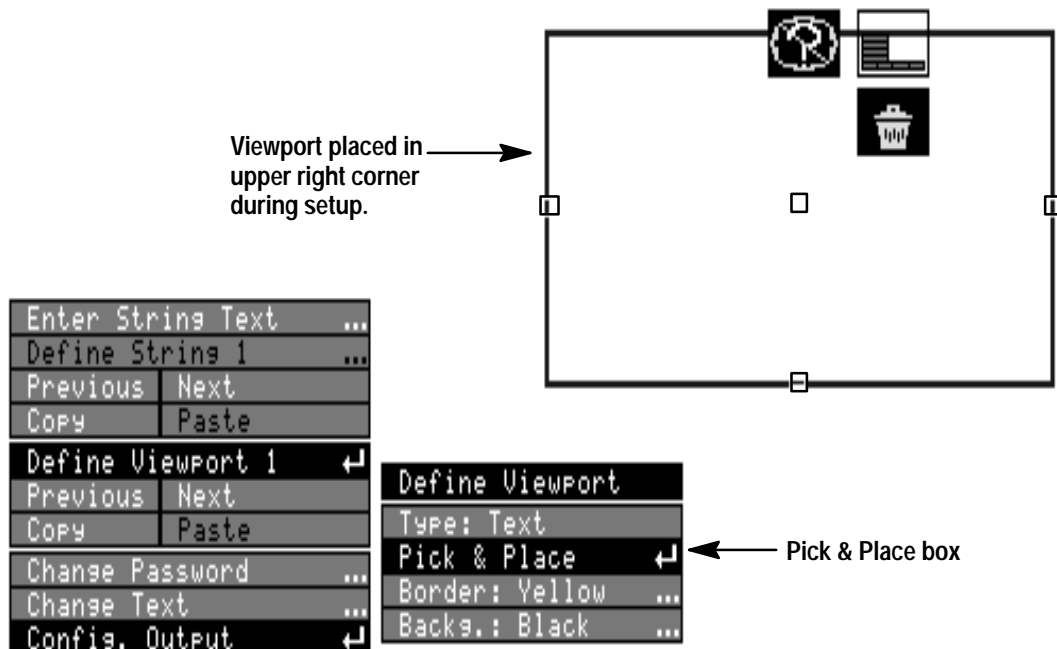 Viewport placed in
upper right corner
during setup.
Enter String Text ...
Define String 1 ...
Previous Next
Copy Paste
Define Viewport 1 ↵
Previous Next
Copy Paste
Change Password ...
Change Text ...
Config. Output ↵
Define Viewport
Type: Text
Pick & Place ↵
Border: Yellow ...
Backg.: Black ...
Pick & Place box
R